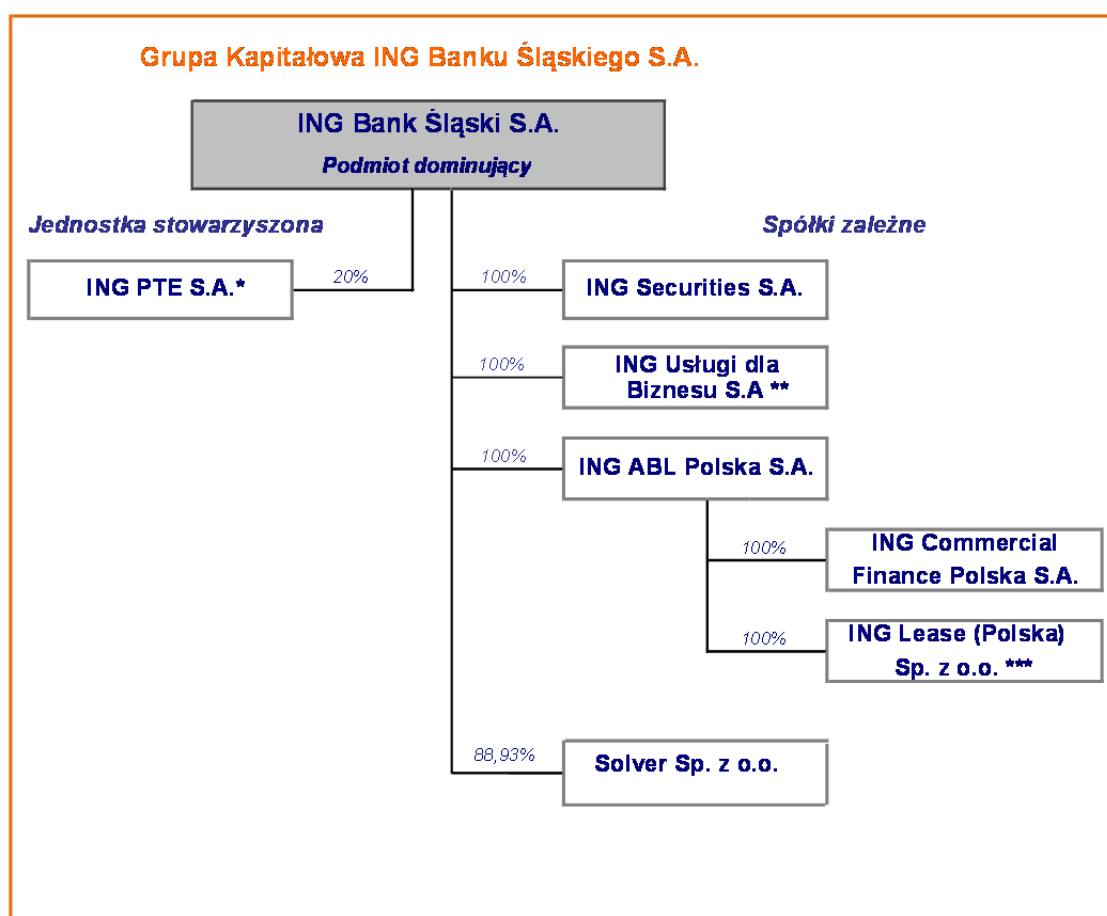 Grupa Kapitałowa ING Banku Śląskiego S.A.
ING Bank Śląski S.A.
Podmiot dominujący
Jednostka stowarzyszona
Spółki zależne
ING PTE S.A.*
20%
100%
ING Securities S.A.
100%
ING Usługi dla
Biznesu S.A **
100%
ING ABL Polska S.A.
100%
ING Commercial
Finance Polska S.A.
100%
ING Lease (Polska)
Sp. z o.o. ***
88,93%
Solver Sp. z o.o.